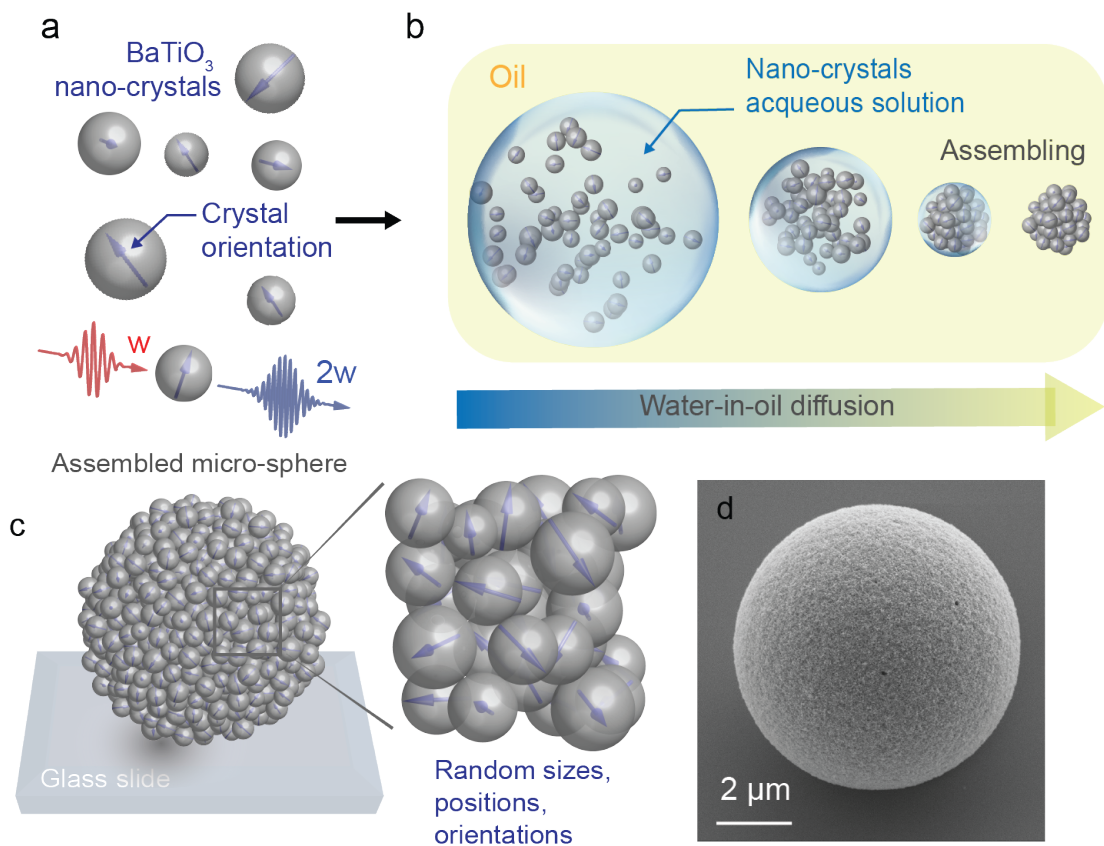 a
BaTiO₃
nano-crystals
Crystal
orientation
w
2w
b
Oil
Nano-crystals
acqueous solution
Assembling
Water-in-oil diffusion
Assembled micro-sphere
c
Glass slide
Random sizes,
positions,
orientations
d
2 μm